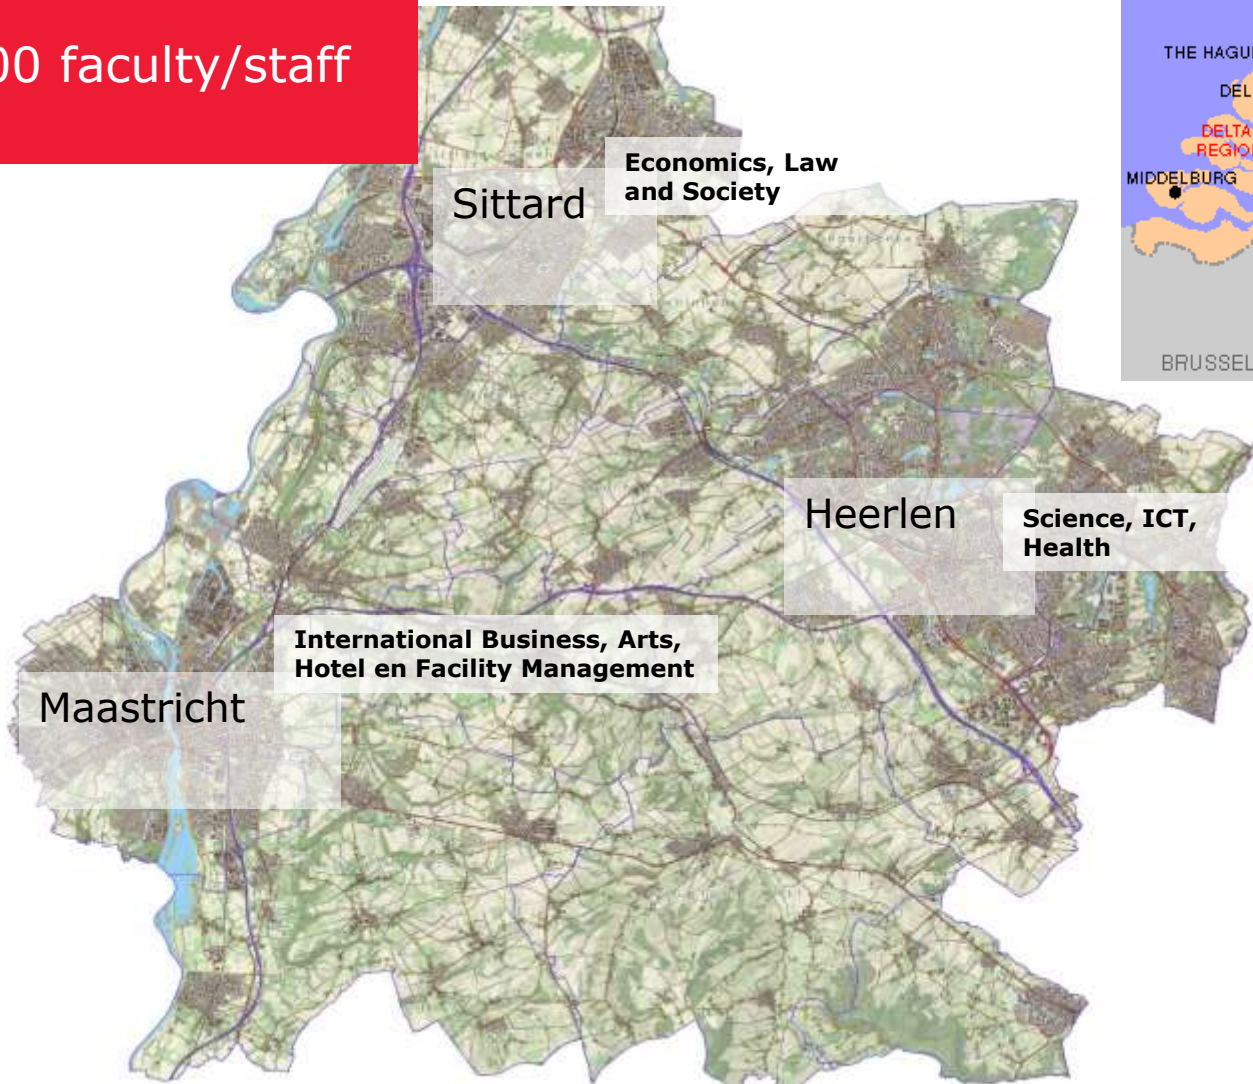 00 faculty/staff
THE HAGU
DEL
DELTA
REGIO
MIDDELBURG
BRUSSEL
Economics, Law
and Society
Sittard
Heerlen
Science, ICT,
Health
International Business, Arts,
Hotel en Facility Management
Maastricht